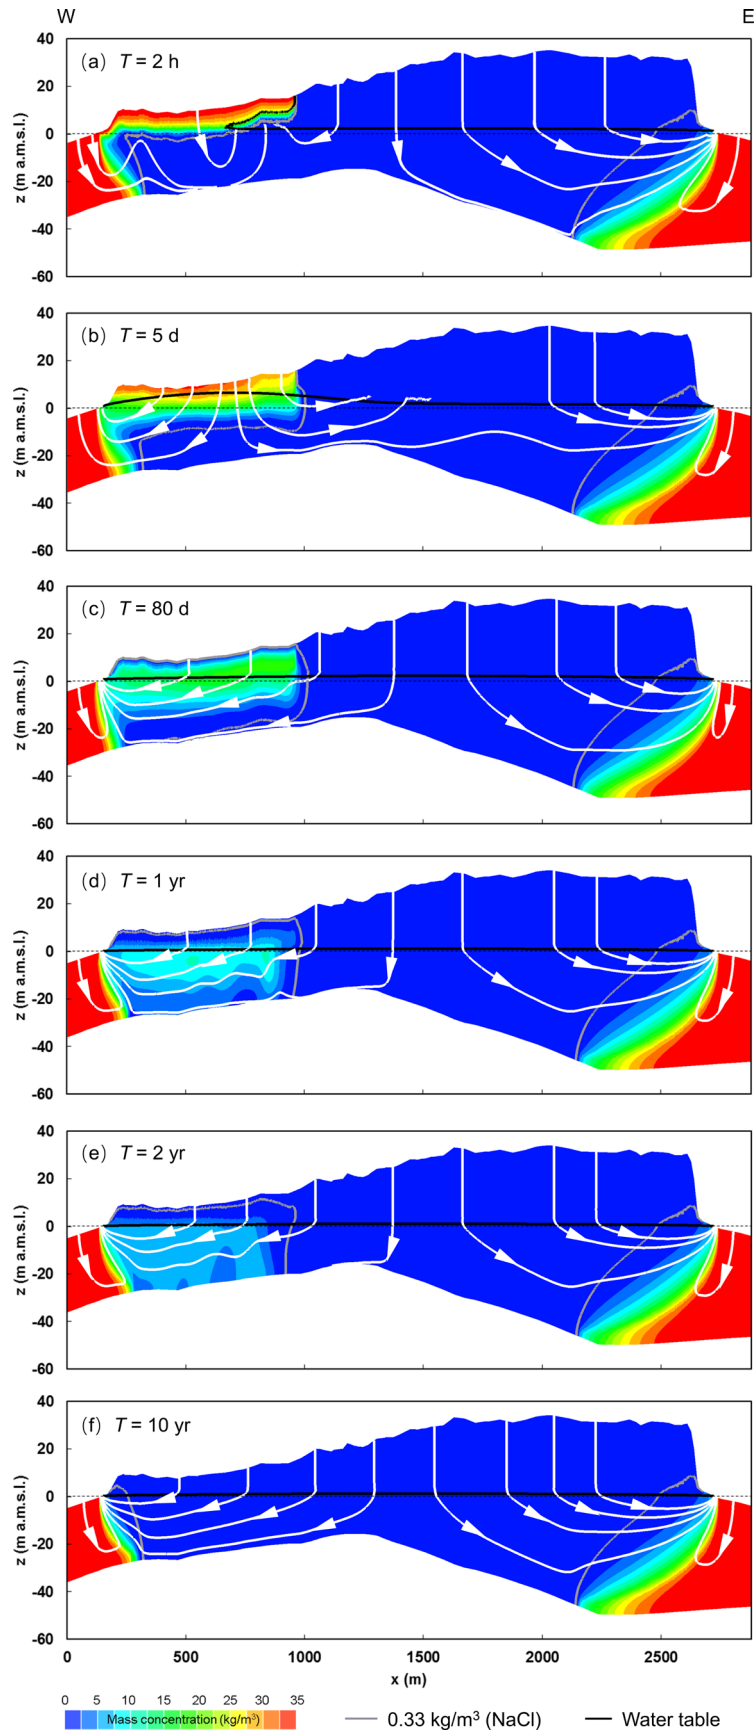 W E
(a) T = 2 h
40
20
0
-20
-40
-60
z (m a.m.s.l.)
(b) T = 5 d
40
20
0
-20
-40
-60
z (m a.m.s.l.)
(c) T = 80 d
40
20
0
-20
-40
-60
z (m a.m.s.l.)
(d) T = 1 yr
40
20
0
-20
-40
-60
z (m a.m.s.l.)
(e) T = 2 yr
40
20
0
-20
-40
-60
z (m a.m.s.l.)
(f) T = 10 yr
40
20
0
-20
-40
-60
z (m a.m.s.l.)
0 500 1000 1500 2000 2500
x (m)
0 5 10 15 20 25 30 35
Mass concentration (kg/m³)
0.33 kg/m³ (NaCl)
Water table